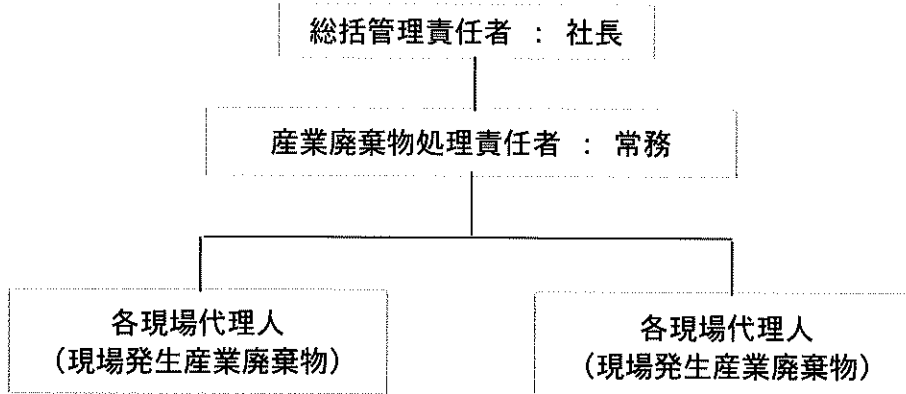 総括管理責任者 : 社長
産業廃棄物処理責任者 : 常務
各現場代理人
(現場発生産業廃棄物)
各現場代理人
(現場発生産業廃棄物)